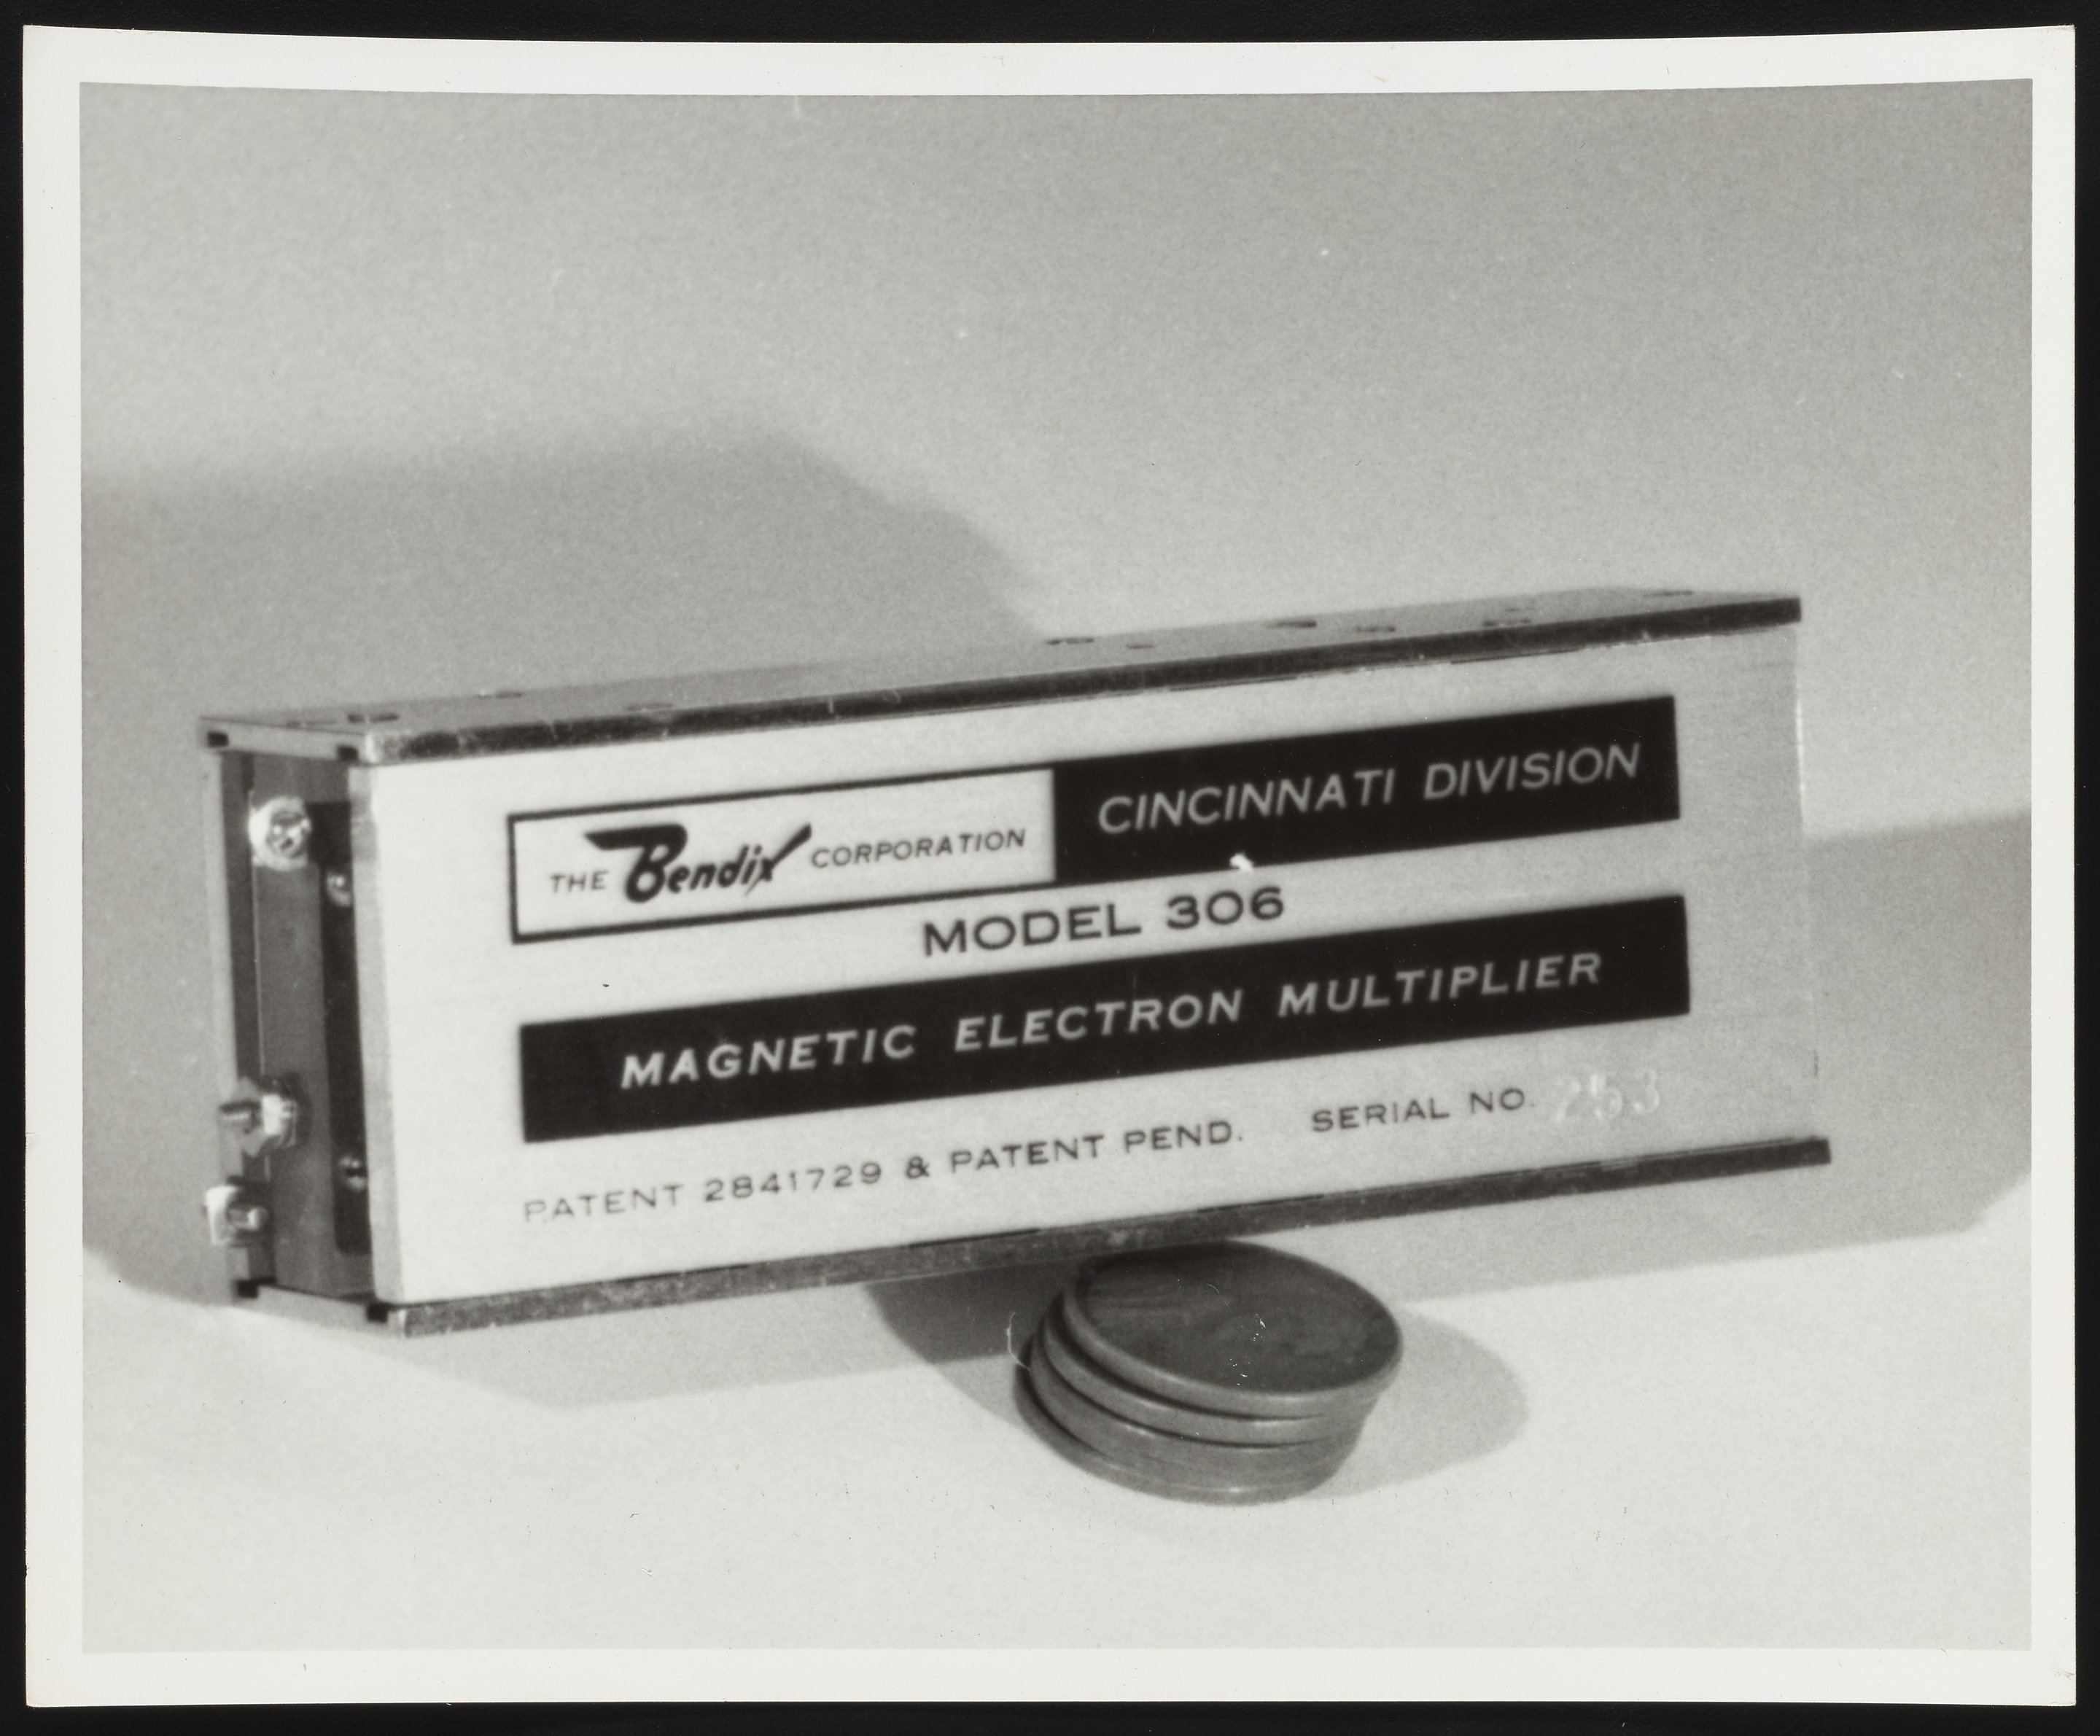 THE Bendix CORPORATION CINCINNATI DIVISION
MODEL 306
MAGNETIC ELECTRON MULTIPLIER
PATENT 2841729 & PATENT PEND. SERIAL NO. 253